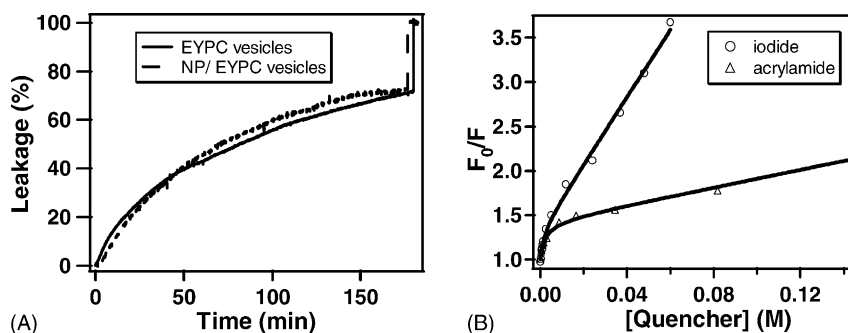 100
80
60
40
20
0
Leakage (%)
EYPC vesicles
NP/ EYPC vesicles
0
50
100
150
Time (min)
(A)
3.5
3.0
2.5
2.0
1.5
1.0
F0/F
iodide
acrylamide
0.00
0.04
0.08
0.12
[Quencher] (M)
(B)